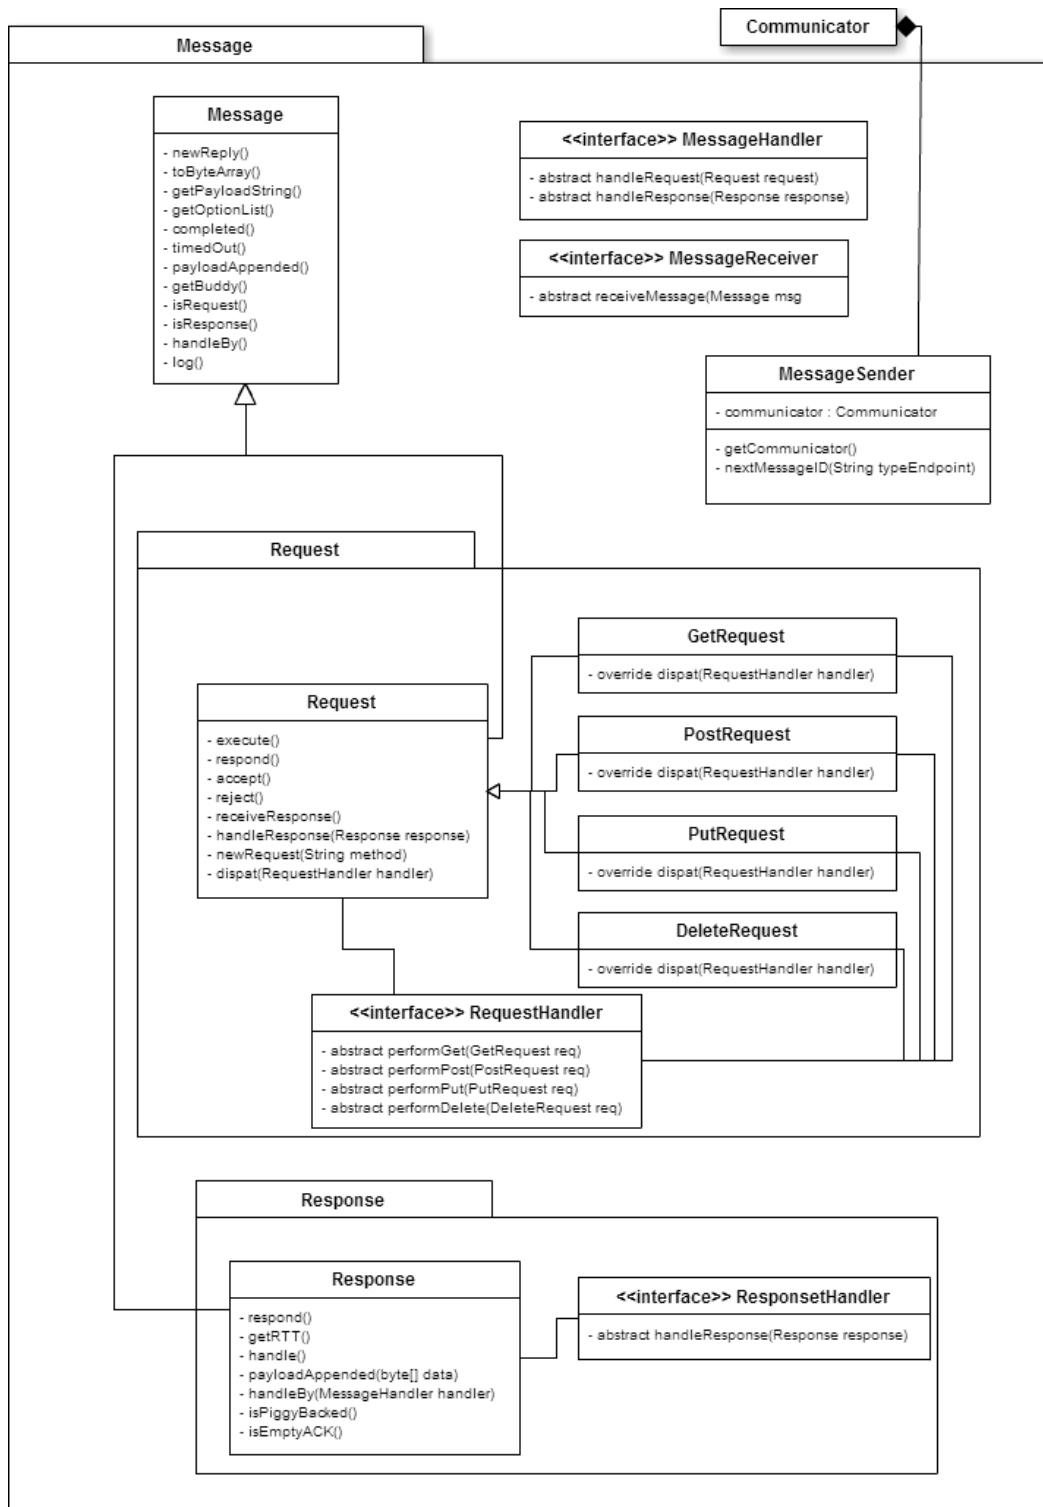 Communicator
Message
Message
- newReply()
- toByteArray()
- getPayloadString()
- getOptionList()
- completed()
- timedOut()
- payloadAppended()
- getBuddy()
- isRequest()
- isResponse()
- handleBy()
- log()
<<interface>> MessageHandler
- abstract handleRequest(Request request)
- abstract handleResponse(Response response)
<<interface>> MessageReceiver
- abstract receiveMessage(Message msg
MessageSender
- communicator : Communicator
- getCommunicator()
- nextMessageID(String typeEndpoint)
Request
Request
- execute()
- respond()
- accept()
- reject()
- receiveResponse()
- handleResponse(Response response)
- newRequest(String method)
- dispat(RequestHandler handler)
GetRequest
- override dispat(RequestHandler handler)
PostRequest
- override dispat(RequestHandler handler)
PutRequest
- override dispat(RequestHandler handler)
DeleteRequest
- override dispat(RequestHandler handler)
<<interface>> RequestHandler
- abstract performGet(GetRequest req)
- abstract performPost(PostRequest req)
- abstract performPut(PutRequest req)
- abstract performDelete(DeleteRequest req)
Response
Response
- respond()
- getRTT()
- handle()
- payloadAppended(byte[] data)
- handleBy(MessageHandler handler)
- isPiggyBacked()
- isEmptyACK()
<<interface>> ResponsetHandler
- abstract handleResponse(Response response)